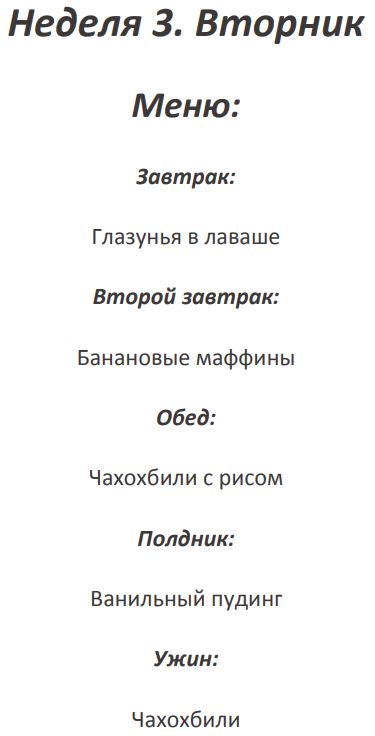 Неделя 3. Вторник
Меню:
Завтрак:
Глазунья в лаваше
Второй завтрак:
Банановые маффины
Обед:
Чахохбили с рисом
Полдник:
Ванильный пудинг
Ужин:
Чахохбили